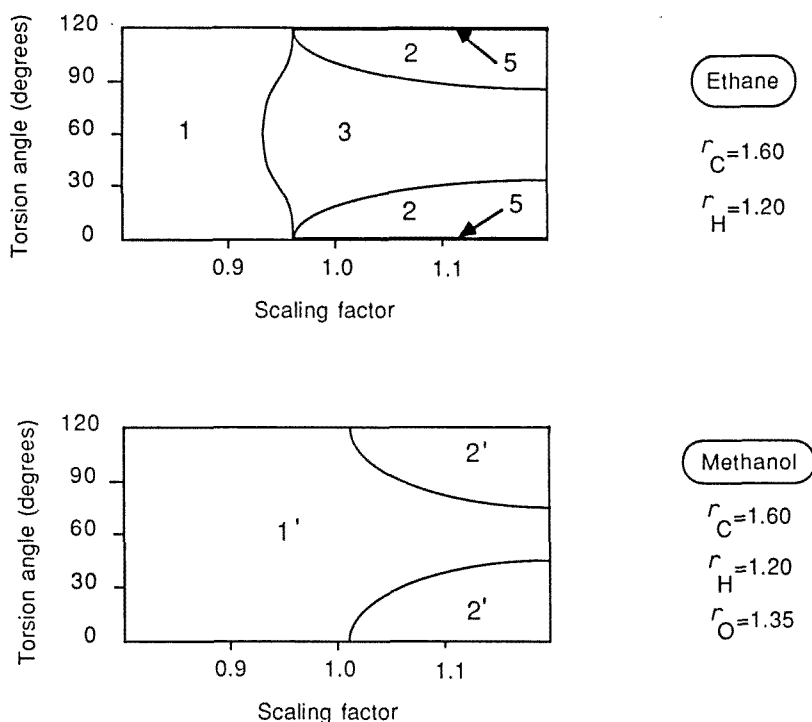 Torsion angle (degrees)
120
90
60
30
0
1
2
3
2
5
5
0.9
1.0
1.1
Scaling factor
Ethane
rC=1.60
rH=1.20
Torsion angle (degrees)
120
90
60
30
0
1'
2'
2'
0.9
1.0
1.1
Scaling factor
Methanol
rC=1.60
rH=1.20
rO=1.35